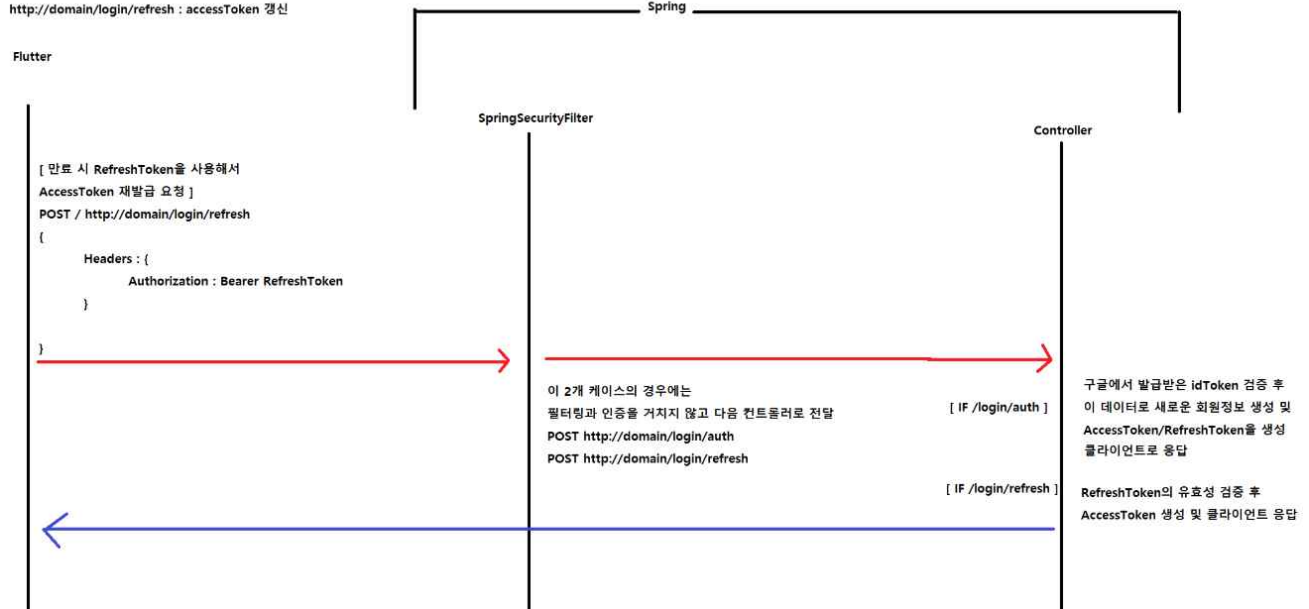 http://domain/login/refresh : accessToken 갱신
Spring
Flutter
SpringSecurityFilter
Controller
[ 만료 시 RefreshToken을 사용해서
AccessToken 재발급 요청 ]
POST / http://domain/login/refresh
{
Headers : {
Authorization : Bearer RefreshToken
}
}
이 2개 케이스의 경우에는
필터링과 인증을 거치지 않고 다음 컨트롤러로 전달
POST http://domain/login/auth
POST http://domain/login/refresh
[ IF /login/auth ]
구글에서 발급받은 idToken 검증 후
이 데이터로 새로운 회원정보 생성 및
AccessToken/RefreshToken을 생성
클라이언트로 응답
[ IF /login/refresh ]
RefreshToken의 유효성 검증 후
AccessToken 생성 및 클라이언트 응답